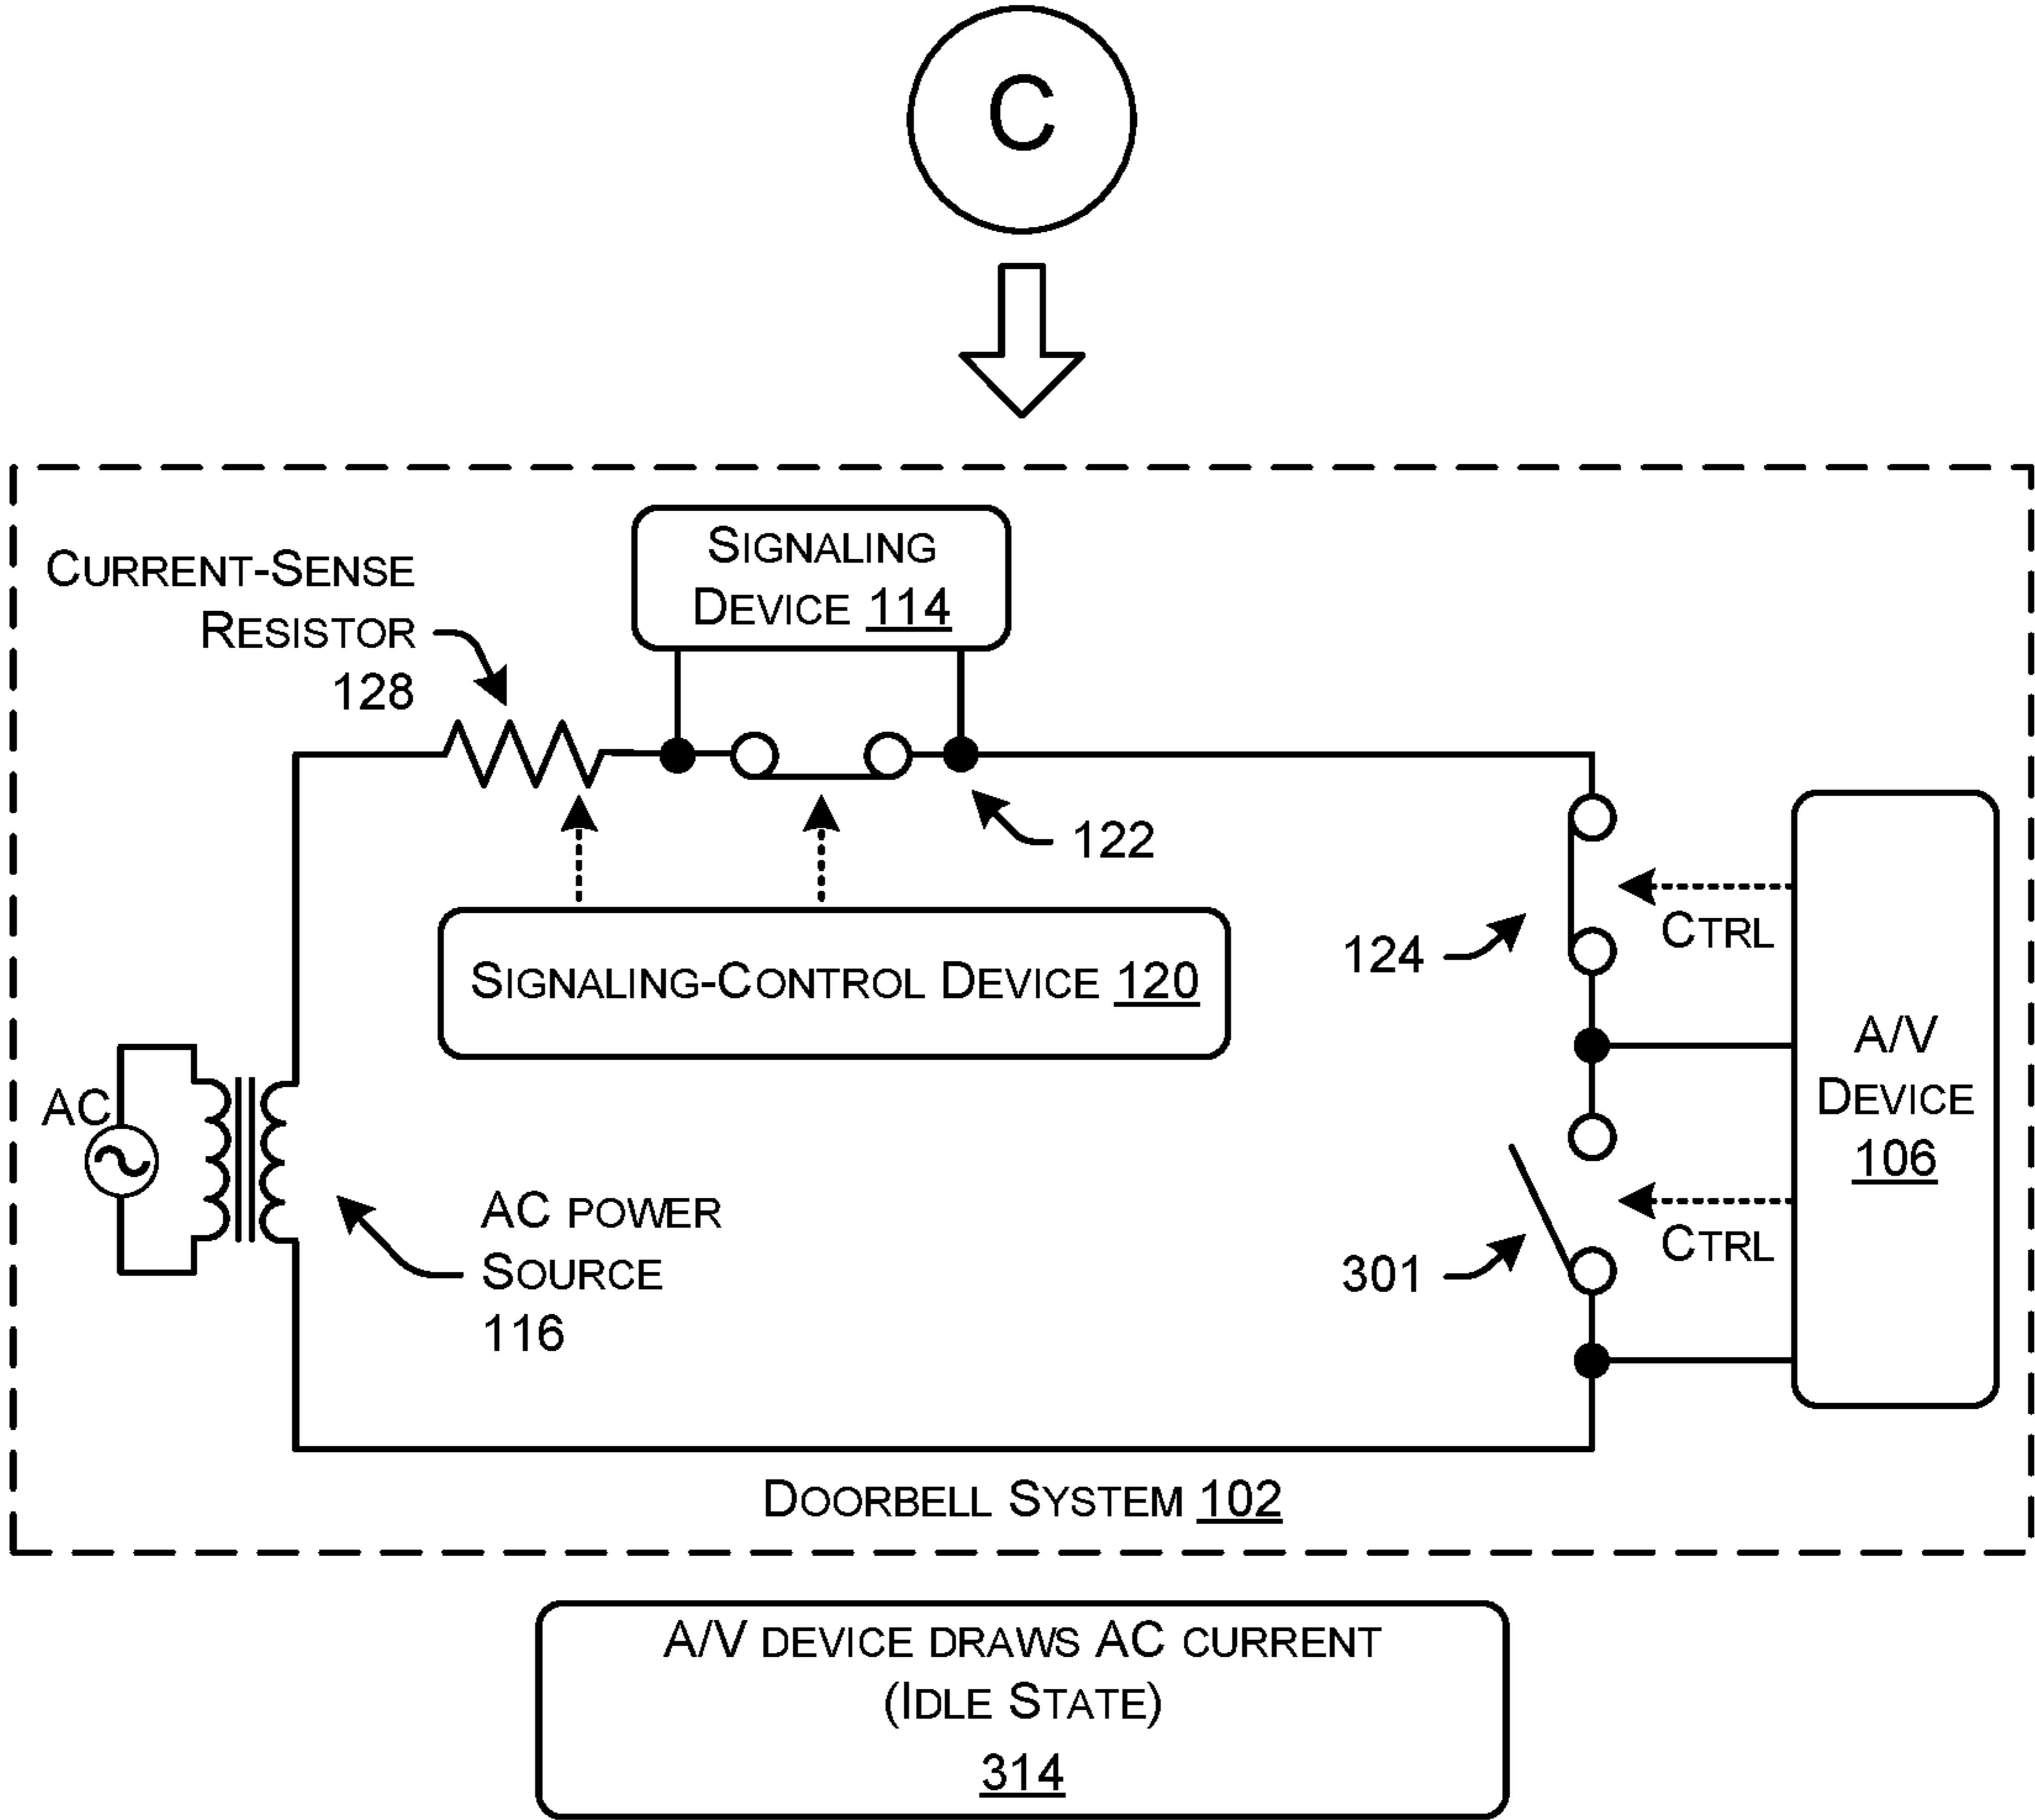 C
Signaling
Device 114
Current-Sense
Resistor
128
122
Signaling-Control Device 120
124
Ctrl
A/V
Device
106
AC
AC power
Source
116
301
Ctrl
Doorbell System 102
A/V device draws AC current
(Idle State)
314